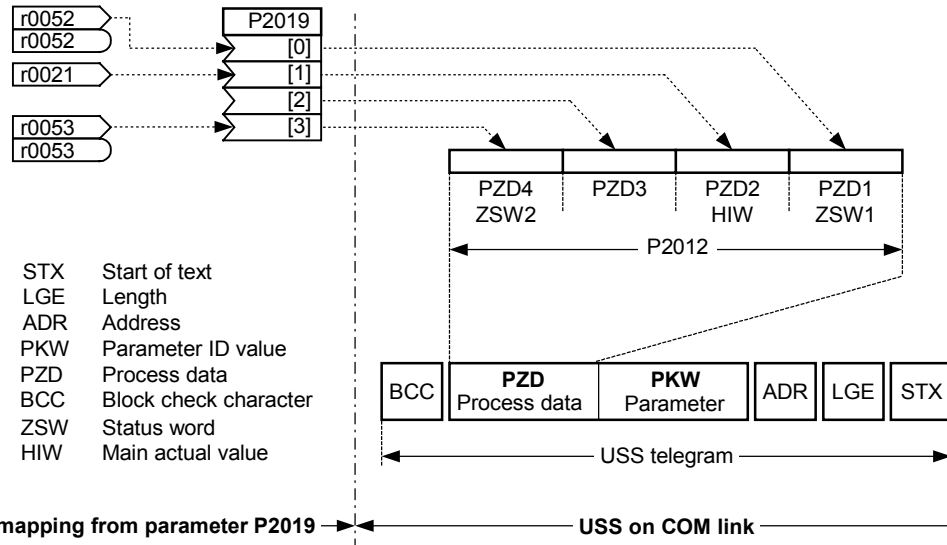 r0052
r0052
r0021
r0053
r0053
P2019
[0]
[1]
[2]
[3]
PZD4 PZD3 PZD2 PZD1
ZSW2 HIW ZSW1
P2012
STX Start of text
LGE Length
ADR Address
PKW Parameter ID value
PZD Process data
BCC Block check character
ZSW Status word
HIW Main actual value
BCC
PZD
Process data
PKW
Parameter
ADR
LGE
STX
USS telegram
mapping from parameter P2019
USS on COM link